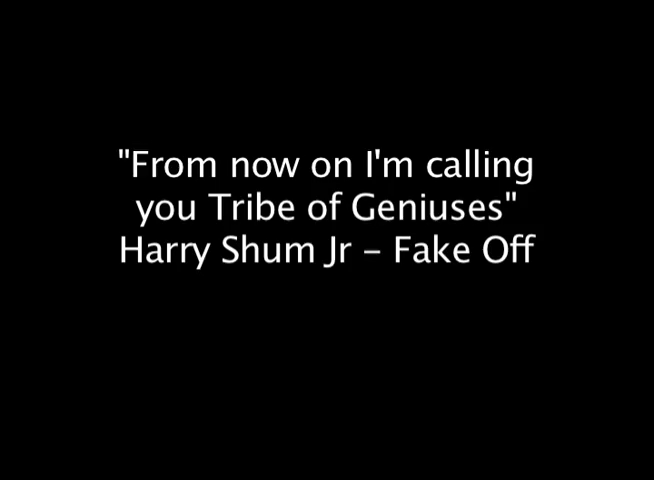 "From now on I'm calling
you Tribe of Geniuses"
Harry Shum Jr – Fake Off